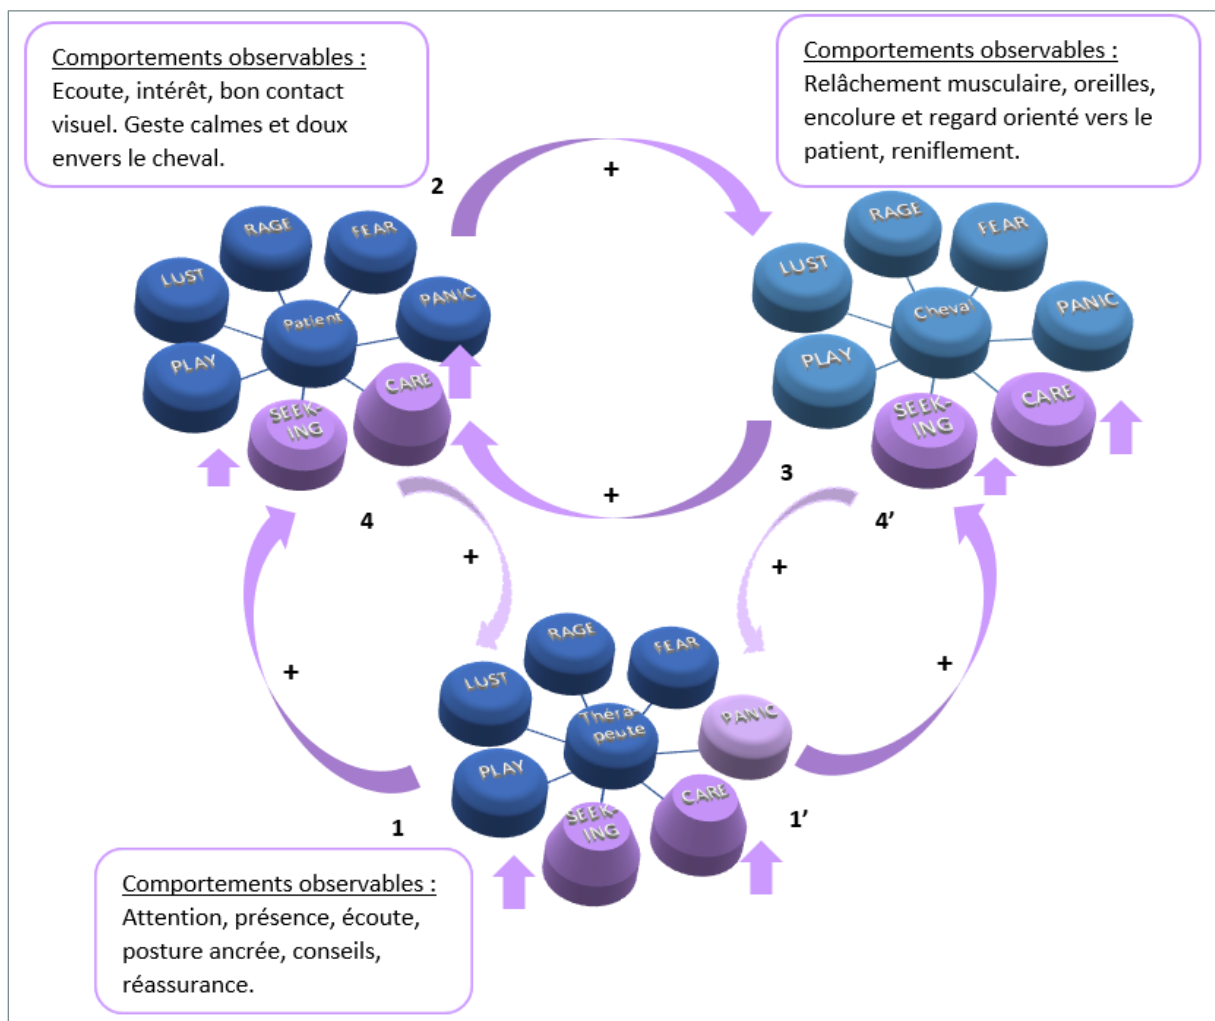 Comportements observables :
Ecoute, intérêt, bon contact
visuel. Geste calmes et doux
envers le cheval.
Comportements observables :
Relâchement musculaire, oreilles,
encolure et regard orienté vers le
patient, reniflement.
2
+
RAGE
FEAR
LUST
PANIC
Patient
PLAY
CARE
SEEK-
ING
RAGE
FEAR
LUST
PANIC
Cheval
PLAY
CARE
SEEK-
ING
3
+
4
+
4’
+
+
+
RAGE
FEAR
LUST
PANIC
Théra-
peute
PLAY
CARE
SEEK-
ING
1
1’
Comportements observables :
Attention, présence, écoute,
posture ancrée, conseils,
réassurance.